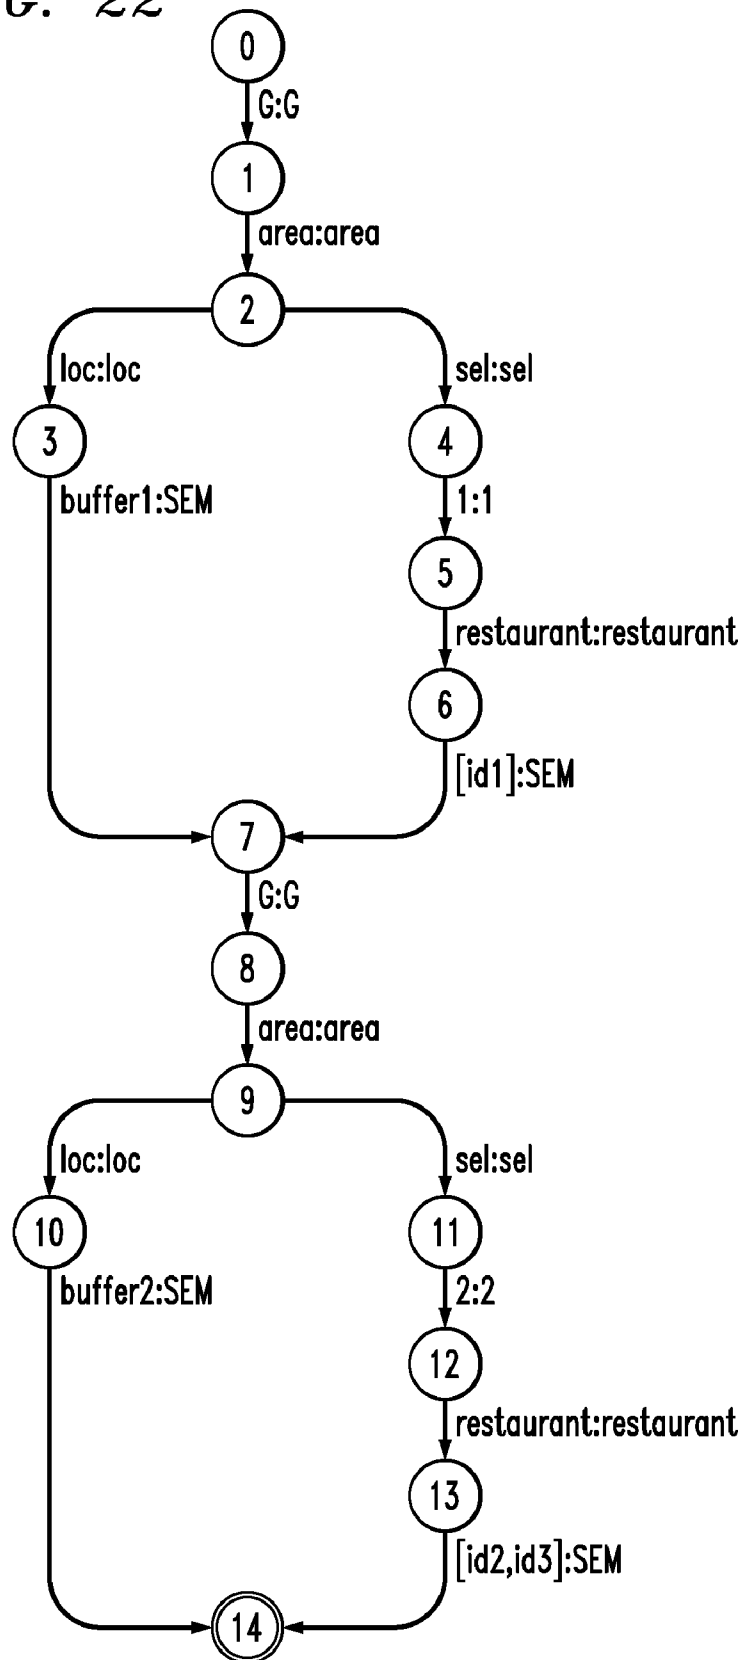 G. 22
0
G:G
1
area:area
2
loc:loc
sel:sel
3
4
buffer1:SEM
1:1
5
restaurant:restaurant
6
[id1]:SEM
7
G:G
8
area:area
9
loc:loc
sel:sel
10
11
buffer2:SEM
2:2
12
restaurant:restaurant
13
[id2,id3]:SEM
14